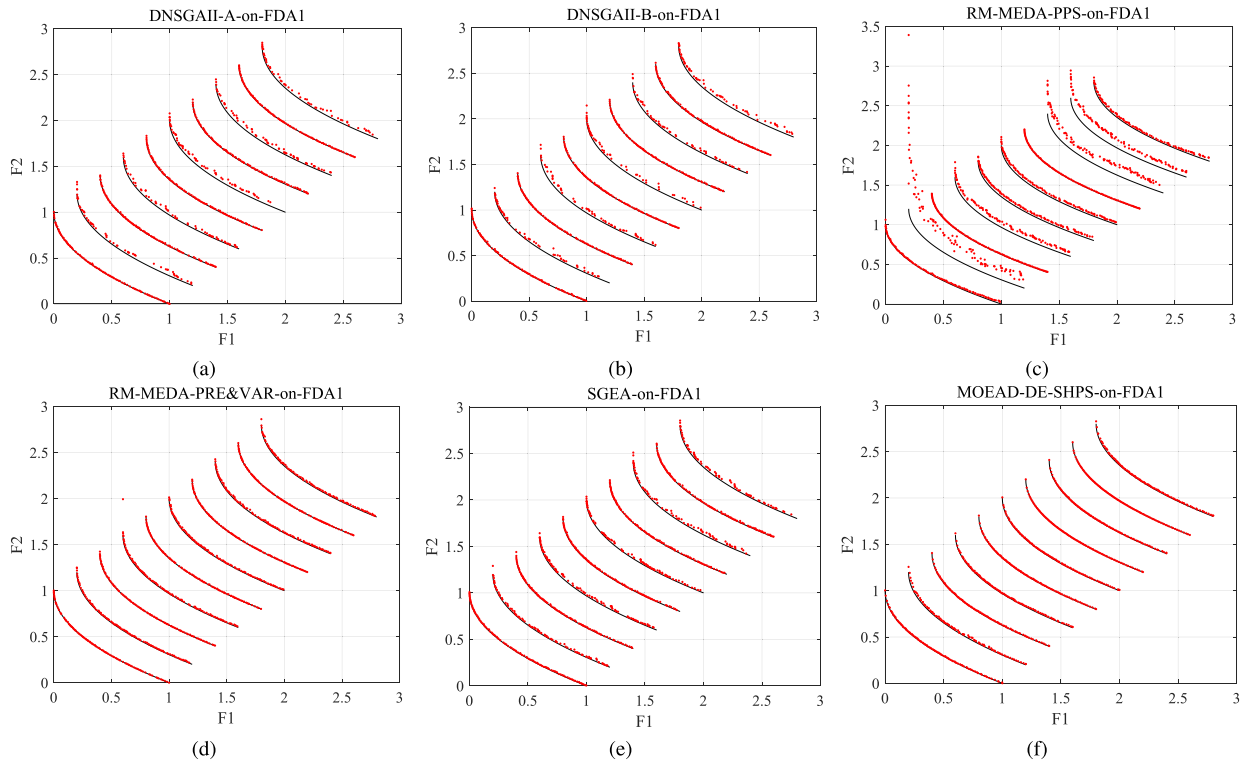 DNSGAII-A-on-FDA1
DNSGAII-B-on-FDA1
RM-MEDA-PPS-on-FDA1
3
2.5
2
1.5
1
0.5
0
F2
0 0.5 1 1.5 2 2.5 3
F1
(a)
3
2.5
2
1.5
1
0.5
0
F2
0 0.5 1 1.5 2 2.5 3
F1
(b)
3.5
3
2.5
2
1.5
1
0.5
0
F2
0 0.5 1 1.5 2 2.5 3
F1
(c)
RM-MEDA-PRE&VAR-on-FDA1
SGEA-on-FDA1
MOEAD-DE-SHPS-on-FDA1
3
2.5
2
1.5
1
0.5
0
F2
0 0.5 1 1.5 2 2.5 3
F1
(d)
3
2.5
2
1.5
1
0.5
0
F2
0 0.5 1 1.5 2 2.5 3
F1
(e)
3
2.5
2
1.5
1
0.5
0
F2
0 0.5 1 1.5 2 2.5 3
F1
(f)